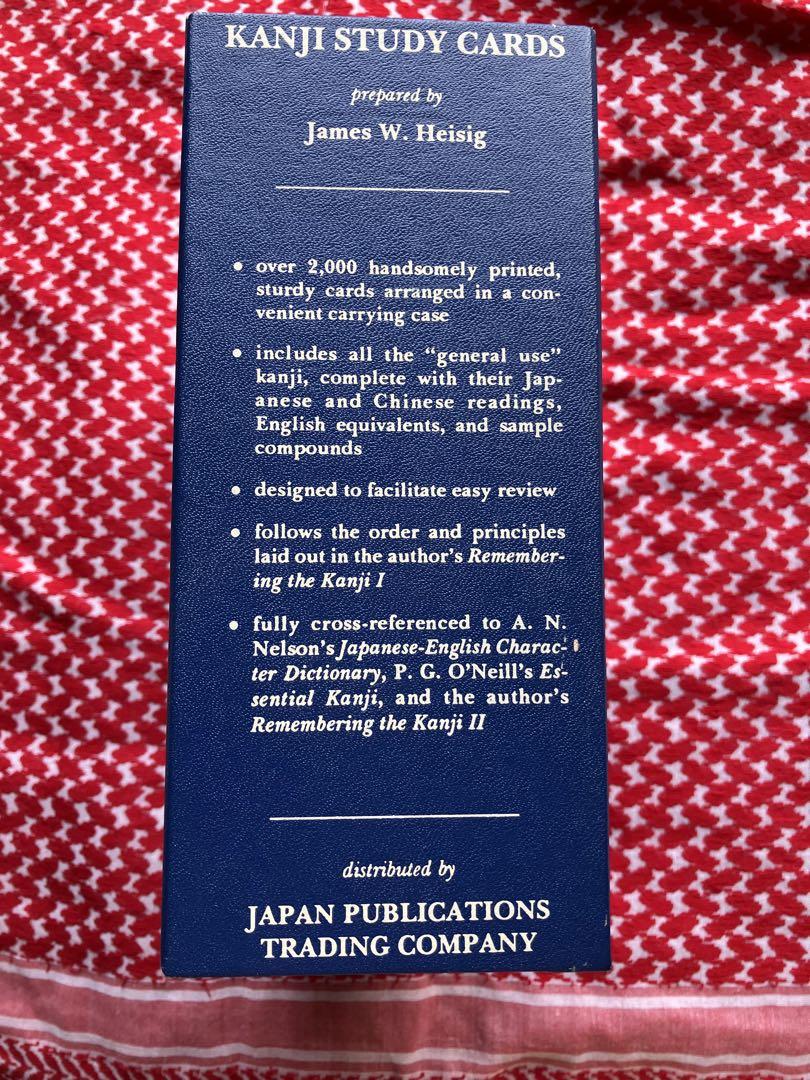 KANJI STUDY CARDS
prepared by
James W. Heisig
• over 2,000 handsomely printed,
sturdy cards arranged in a con-
venient carrying case
• includes all the “general use”
kanji, complete with their Jap-
anese and Chinese readings,
English equivalents, and sample
compounds
• designed to facilitate easy review
• follows the order and principles
laid out in the author’s Remember-
ing the Kanji I
• fully cross-referenced to A. N.
Nelson’s Japanese-English Charac-
ter Dictionary, P. G. O’Neill’s Es-
sential Kanji, and the author’s
Remembering the Kanji II
distributed by
JAPAN PUBLICATIONS
TRADING COMPANY